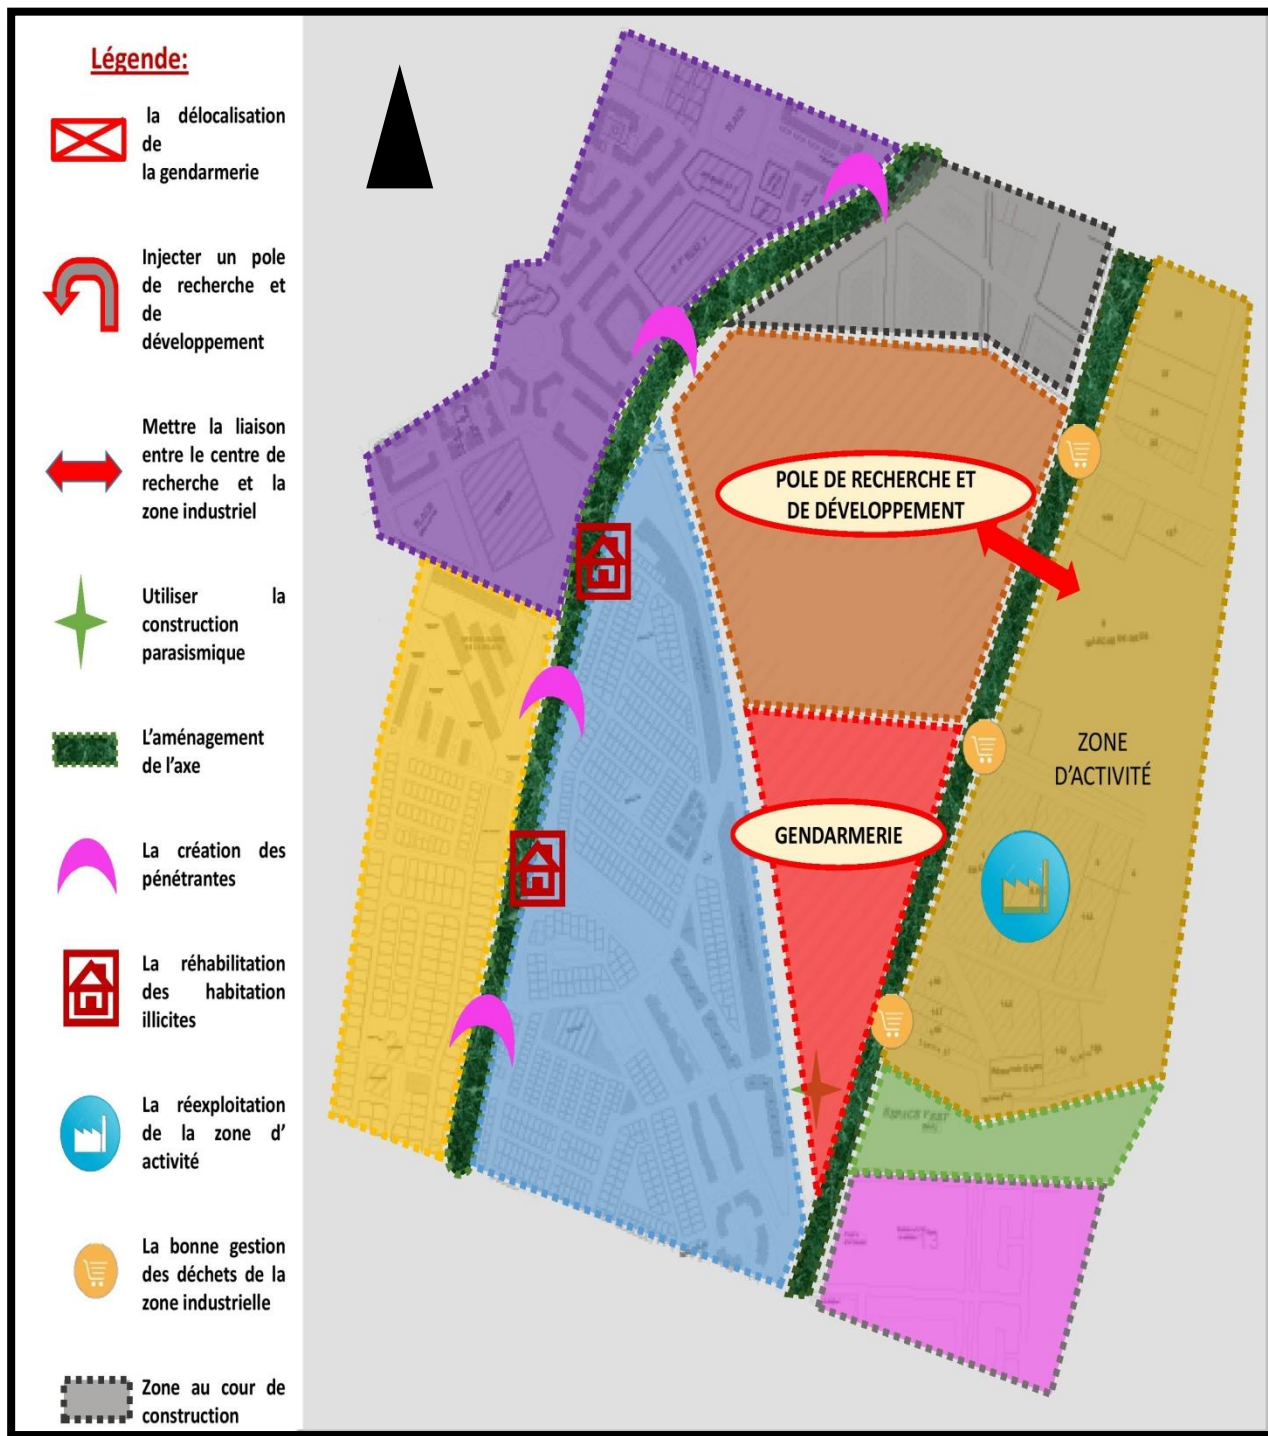 Légende:
la délocalisation
de
la gendarmerie
Injecter un pole
de recherche et
de
développement
Mettre la liaison
entre le centre de
recherche et la
zone industriel
Utiliser la
construction
parasismique
L'aménagement
de l'axe
La création des
pénétrantes
La réhabilitation
des habitation
illicites
La réexploitation
de la zone d'
activité
La bonne gestion
des déchets de la
zone industrielle
Zone au cour de
construction
POLE DE RECHERCHE ET
DE DÉVELOPPEMENT
ZONE
D'ACTIVITÉ
GENDARMERIE
ESPACE VERT